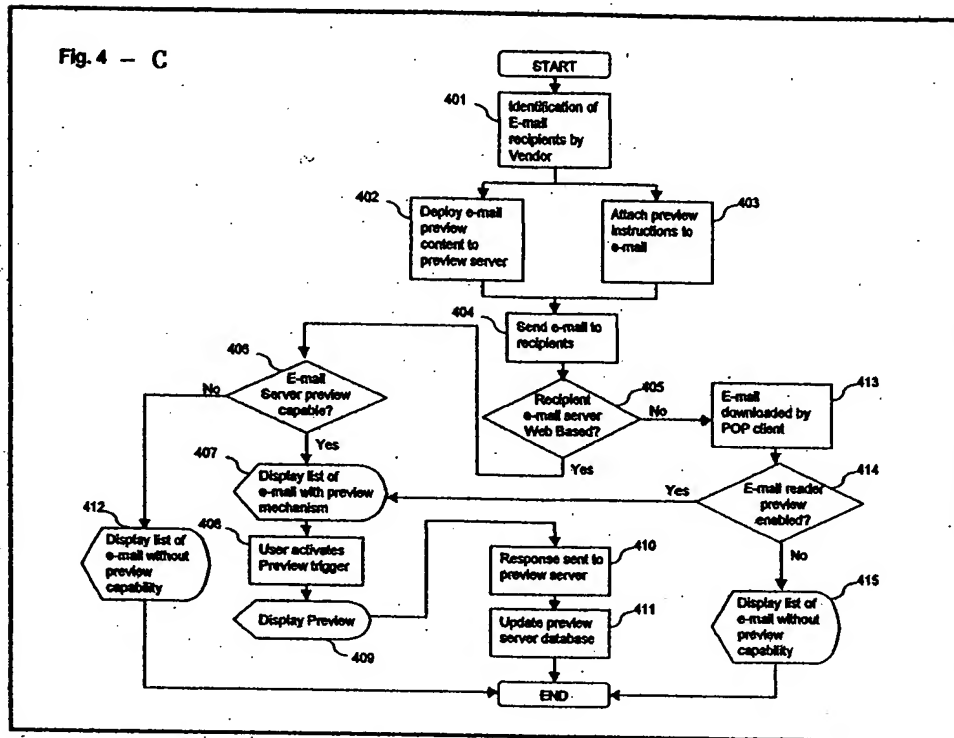 Fig. 4 - C
START
401
Identification of
E-mail
recipients by
Vendor
402
Deploy e-mail
preview
content to
preview server
Attach preview
instructions to
e-mail
403
404
Send e-mail to
recipients
406
E-mail
Server preview
capable?
No
Yes
Recipient
e-mail server
Web Based?
405
No
Yes
E-mail
downloaded by
POP client
413
407
Display list of
e-mail with preview
mechanism
Yes
E-mail reader
preview
enabled?
414
No
412
Display list of
e-mail without
preview
capability
408
User activates
Preview trigger
Response sent to
preview server
410
Display Preview
409
Update preview
server database
411
Display list of
e-mail without
preview
capability
415
END